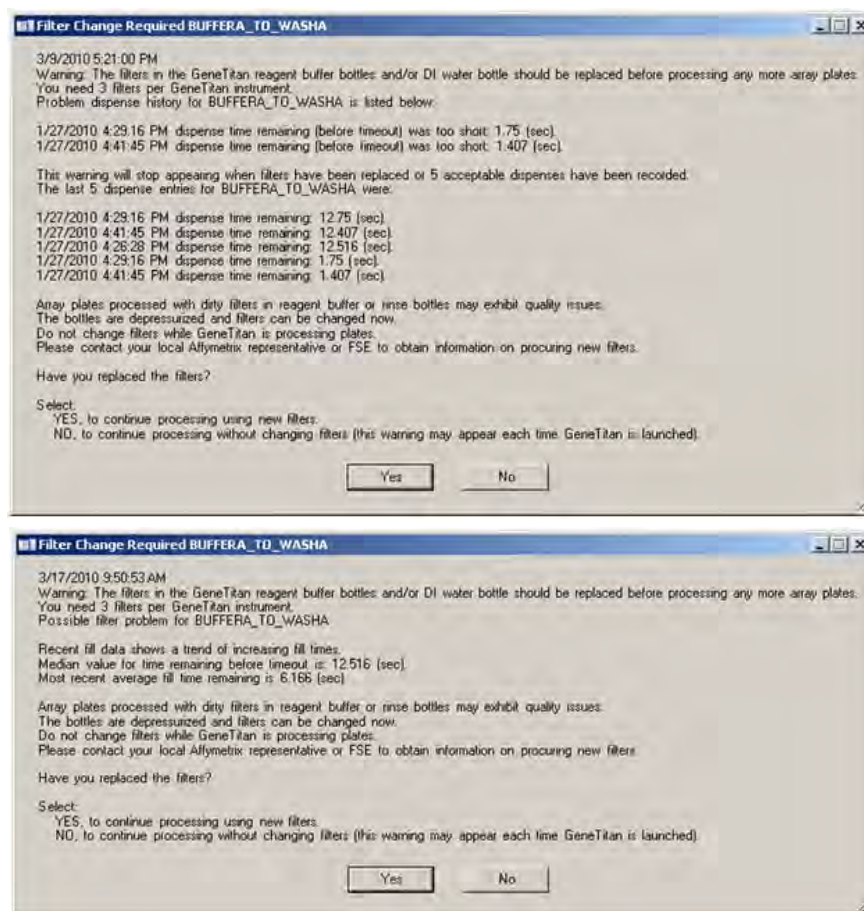 Filter Change Required BUFFERA_TO_WASHA
3/9/2010 5:21:00 PM
Warning: The filters in the GeneTitan reagent buffer bottles and/or DI water bottle should be replaced before processing any more array plates.
You need 3 filters per GeneTitan instrument.
Problem dispense history for BUFFERA_TO_WASHA is listed below:
1/27/2010 4:29:16 PM dispense time remaining (before timeout) was too short: 1.75 (sec).
1/27/2010 4:41:45 PM dispense time remaining (before timeout) was too short: 1.407 (sec).
This warning will stop appearing when filters have been replaced or 5 acceptable dispenses have been recorded.
The last 5 dispense entries for BUFFERA_TO_WASHA were:
1/27/2010 4:29:16 PM dispense time remaining: 12.75 (sec).
1/27/2010 4:41:45 PM dispense time remaining: 12.407 (sec).
1/27/2010 4:26:28 PM dispense time remaining: 12.516 (sec).
1/27/2010 4:29:16 PM dispense time remaining: 1.75 (sec).
1/27/2010 4:41:45 PM dispense time remaining: 1.407 (sec).
Array plates processed with dirty filters in reagent buffer or rinse bottles may exhibit quality issues.
The bottles are depressurized and filters can be changed now.
Do not change filters while GeneTitan is processing plates.
Please contact your local Affymetrix representative or FSE to obtain information on procuring new filters.
Have you replaced the filters?
Select:
YES, to continue processing using new filters.
NO, to continue processing without changing filters (this warning may appear each time GeneTitan is launched).
Yes No
Filter Change Required BUFFERA_TO_WASHA
3/17/2010 9:50:53 AM
Warning: The filters in the GeneTitan reagent buffer bottles and/or DI water bottle should be replaced before processing any more array plates.
You need 3 filters per GeneTitan instrument.
Possible filter problem for BUFFERA_TO_WASHA
Recent fill data shows a trend of increasing fill times.
Median value for time remaining before timeout is: 12.516 (sec).
Most recent average fill time remaining is 6.166 (sec)
Array plates processed with dirty filters in reagent buffer or rinse bottles may exhibit quality issues.
The bottles are depressurized and filters can be changed now.
Do not change filters while GeneTitan is processing plates.
Please contact your local Affymetrix representative or FSE to obtain information on procuring new filters.
Have you replaced the filters?
Select:
YES, to continue processing using new filters.
NO, to continue processing without changing filters (this warning may appear each time GeneTitan is launched).
Yes No